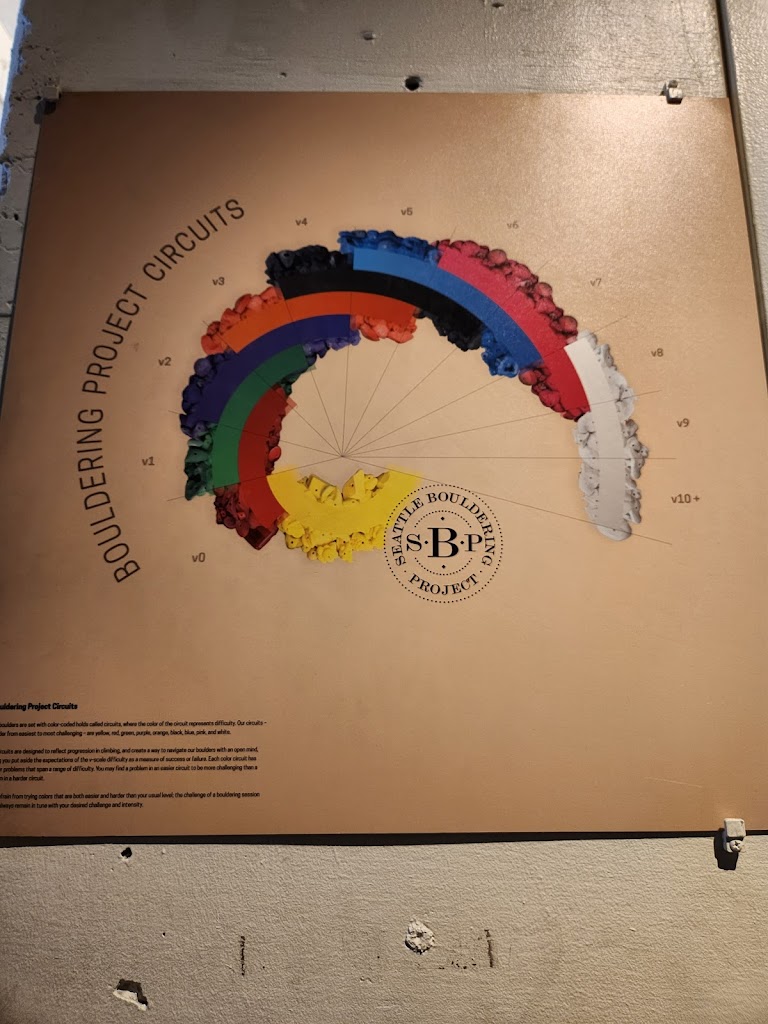 BOULDERING PROJECT CIRCUITS
v0
v1
v2
v3
v4
v5
v6
v7
v8
v9
v10+
SEATTLE BOULDERING
S·B·P
PROJECT
Project Circuits
are set with color-coded holds called circuits, where the color of the circuit represents difficulty. Our circuits –
from easiest to most challenging – are yellow, red, green, purple, orange, black, blue, pink, and white.
are designed to reflect progression in climbing, and create a way to navigate our boulders with an open mind,
you put aside the expectations of the v-scale difficulty as a measure of success or failure. Each color circuit has
problems that span a range of difficulty. You may find a problem in an easier circuit to be more challenging than a
in a harder circuit.
from trying colors that are both easier and harder than your usual level; the challenge of a bouldering session
always remain in tune with your desired challenge and intensity.